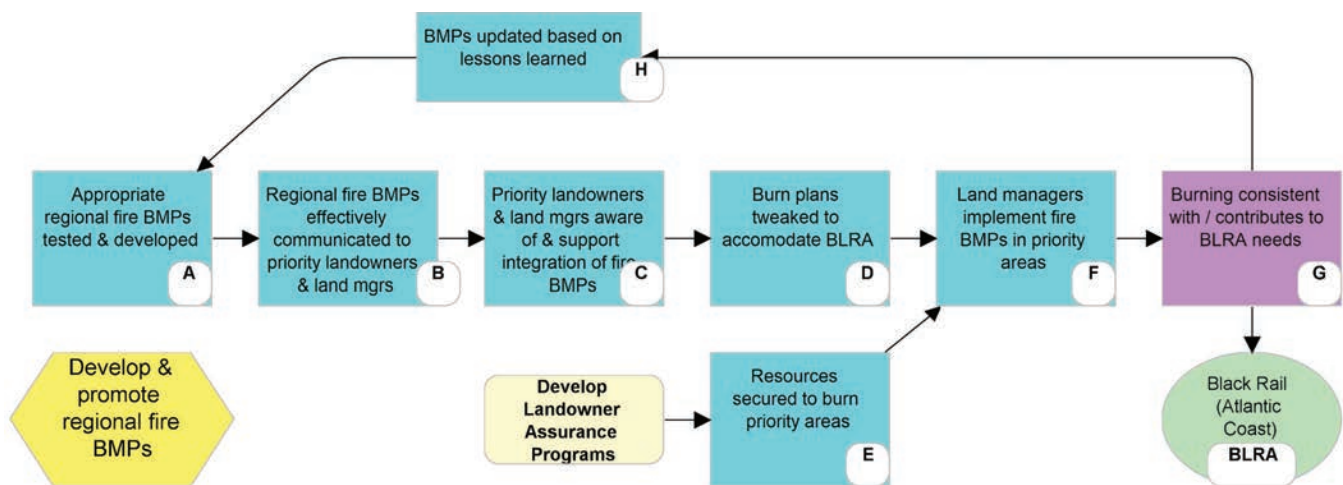 BMPs updated based on
lessons learned
H
Appropriate
regional fire BMPs
tested & developed
A
Regional fire BMPs
effectively
communicated to
priority landowners
& land mgrs
B
Priority landowners
& land mgrs aware
of & support
integration of fire
BMPs
C
Burn plans
tweaked to
accomodate BLRA
D
Land managers
implement fire
BMPs in priority
areas
F
Burning consistent
with / contributes to
BLRA needs
G
Develop &
promote
regional fire
BMPs
Develop
Landowner
Assurance
Programs
Resources
secured to burn
priority areas
E
Black Rail
(Atlantic
Coast)
BLRA